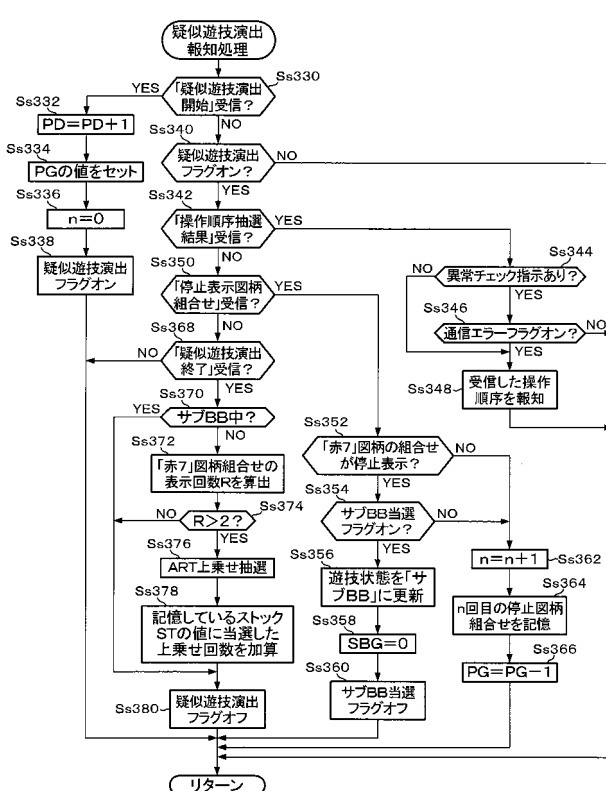 疑似遊技演出
報知処理
Ss330
「疑似遊技演出
開始」受信?
YES
NO
Ss332
PD=PD+1
Ss334
PGの値をセット
Ss336
n=0
Ss338
疑似遊技演出
フラグオン
Ss340
疑似遊技演出
フラグオン?
NO
YES
Ss342
「操作順序抽選
結果」受信?
YES
NO
Ss344
異常チェック指示あり?
NO
YES
Ss346
通信エラーフラグオン?
NO
YES
Ss348
受信した操作
順序を報知
Ss350
「停止表示図柄
組合せ」受信?
YES
NO
Ss368
「疑似遊技演出
終了」受信?
NO
YES
Ss370
サブBB中?
YES
NO
Ss372
「赤7」図柄組合せの
表示回数Rを算出
Ss374
R>2?
NO
YES
Ss376
ART上乗せ抽選
Ss378
記憶しているストック
STの値に当選した
上乗せ回数を加算
Ss380
疑似遊技演出
フラグオフ
Ss352
「赤7」図柄の組合せ
が停止表示?
NO
YES
Ss354
サブBB当選
フラグオン?
NO
YES
Ss356
遊技状態を「サ
ブBB」に更新
Ss358
SBG=0
Ss360
サブBB当選
フラグオフ
n=n+1
Ss362
Ss364
n回目の停止図柄
組合せを記憶
Ss366
PG=PG-1
リターン